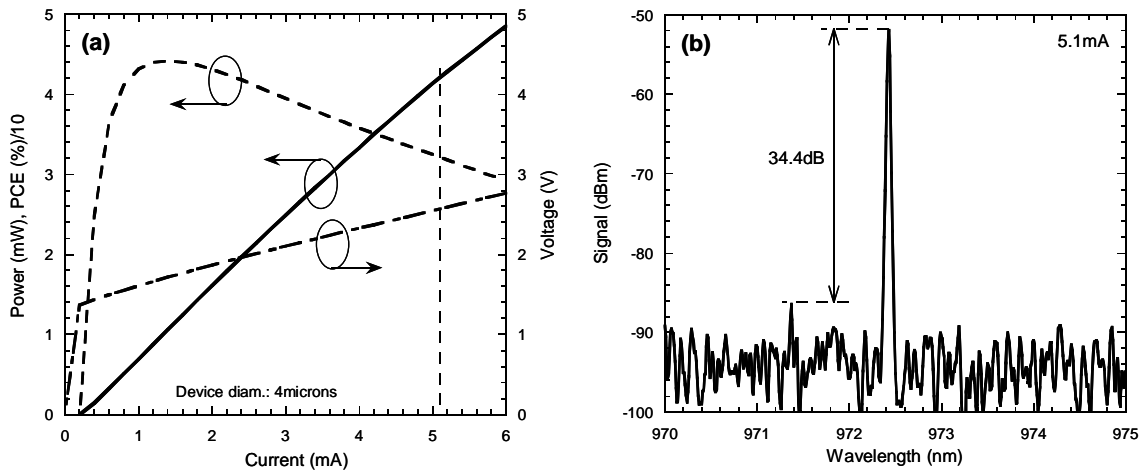 (a)
Power (mW), PCE (%)/10
5
4
3
2
1
0
Device diam.: 4microns
5
4
3
2
1
0
Voltage (V)
0 1 2 3 4 5 6
Current (mA)
(b)
5.1mA
34.4dB
Signal (dBm)
-50
-60
-70
-80
-90
-100
970 971 972 973 974 975
Wavelength (nm)